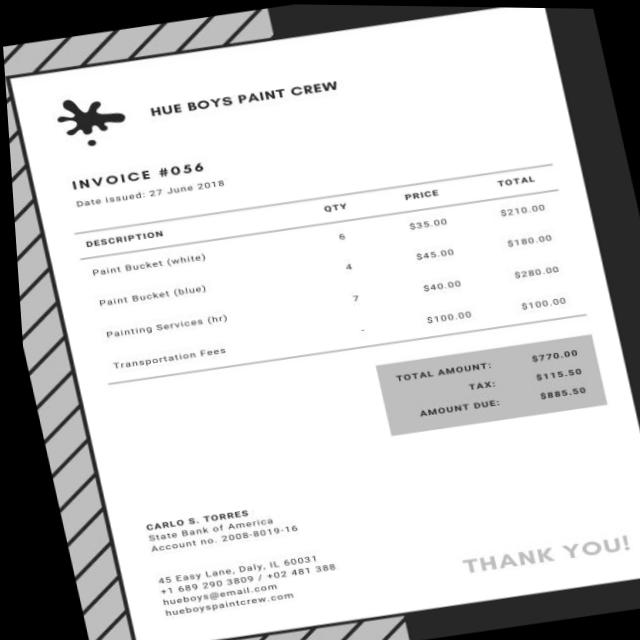 HUE BOYS PAINT CREW
INVOICE #056
Date issued: 27 June 2018
DESCRIPTION QTY PRICE TOTAL
Paint Bucket (white) 6 $35.00 $210.00
Paint Bucket (blue) 4 $45.00 $180.00
Painting Services (hr) 7 $40.00 $280.00
Transportation Fees - $100.00 $100.00
TOTAL AMOUNT: $770.00
TAX: $115.50
AMOUNT DUE: $885.50
CARLO S. TORRES
State Bank of America
Account no. 2008-8019-16
45 Easy Lane, Daly, IL 60031
+1 689 290 3809 / +02 481 388
hueboys@email.com
hueboyspaintcrew.com
THANK YOU!